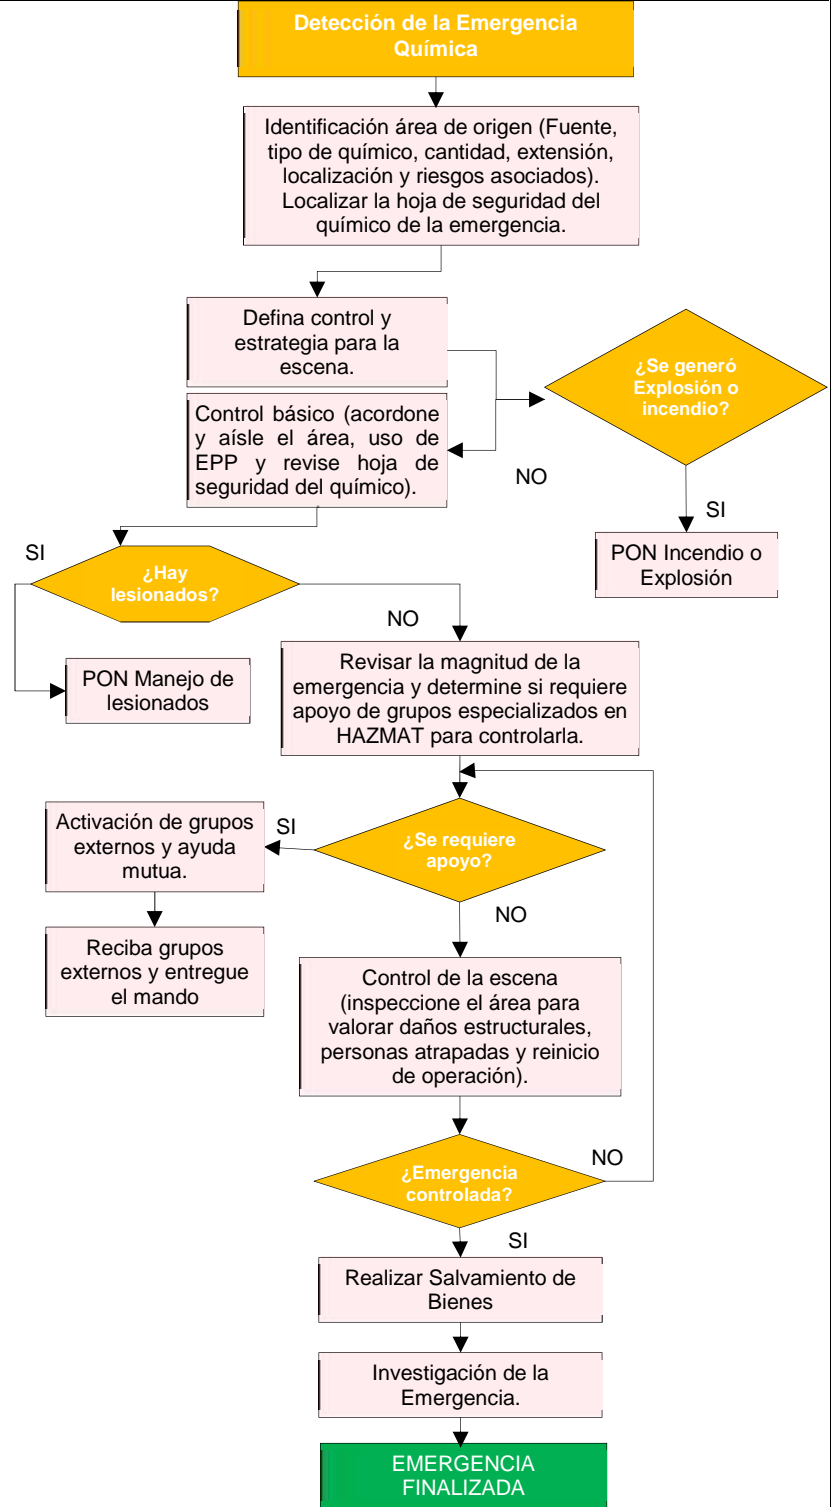 Detección de la Emergencia
Química
Identificación área de origen (Fuente,
tipo de químico, cantidad, extensión,
localización y riesgos asociados).
Localizar la hoja de seguridad del
químico de la emergencia.
Defina control y
estrategia para la
escena.
¿Se generó
Explosión o
incendio?
Control básico (acordone
y aísle el área, uso de
EPP y revise hoja de
seguridad del químico).
NO
SI
PON Incendio o
Explosión
SI
¿Hay
lesionados?
NO
PON Manejo de
lesionados
Revisar la magnitud de la
emergencia y determine si requiere
apoyo de grupos especializados en
HAZMAT para controlarla.
Activación de grupos
externos y ayuda
mutua.
SI
¿Se requiere
apoyo?
NO
Reciba grupos
externos y entregue
el mando
Control de la escena
(inspeccione el área para
valorar daños estructurales,
personas atrapadas y reinicio
de operación).
¿Emergencia
controlada?
NO
SI
Realizar Salvamiento de
Bienes
Investigación de la
Emergencia.
EMERGENCIA
FINALIZADA